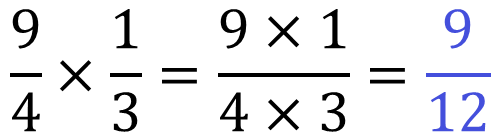 9/4 × 1/3 = 9 × 1/4 × 3 = 9/12